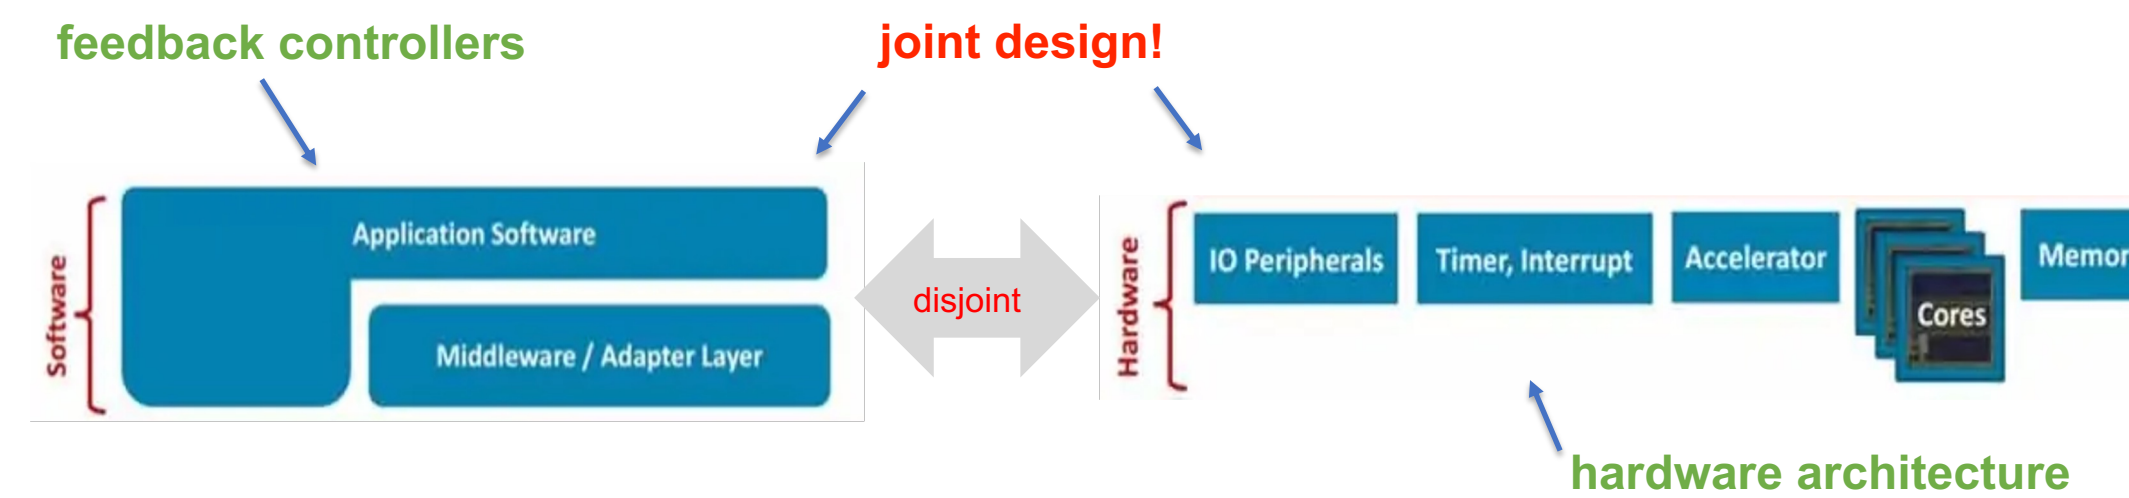 feedback controllers
joint design!
Software
Application Software
Middleware / Adapter Layer
disjoint
Hardware
IO Peripherals
Timer, Interrupt
Accelerator
Cores
Memor
hardware architecture